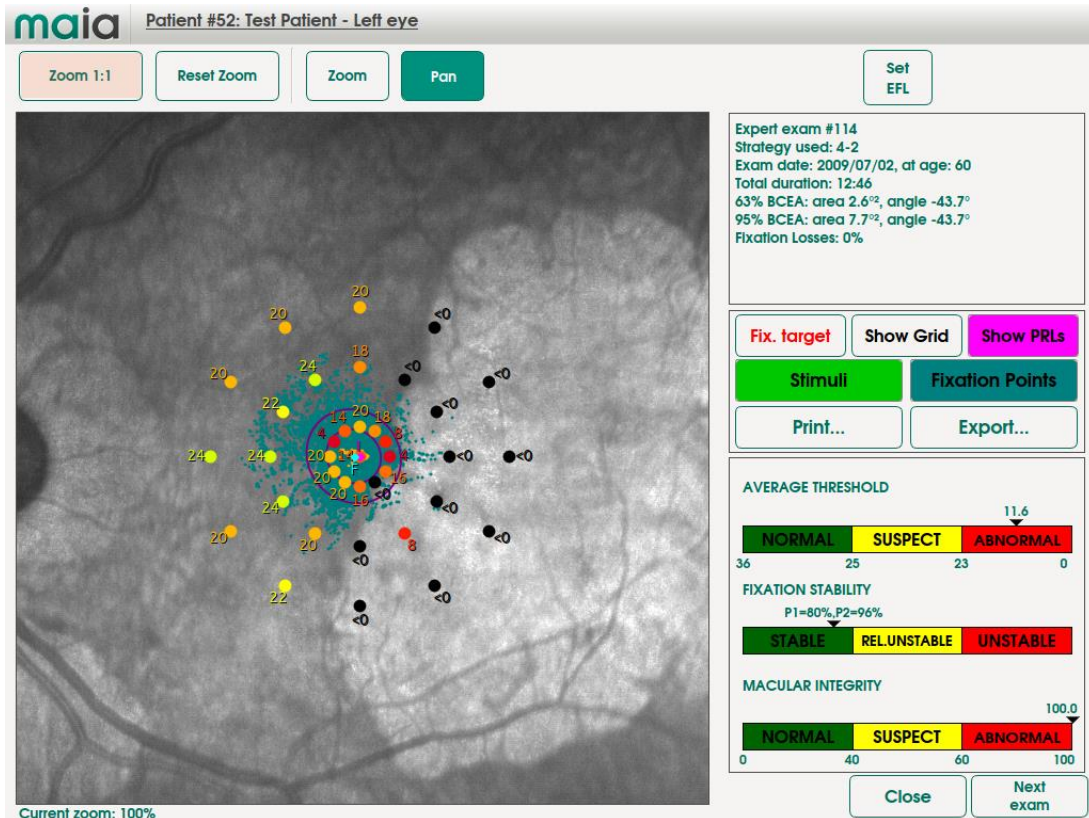 maia
Patient #52: Test Patient - Left eye
Zoom 1:1
Reset Zoom
Zoom
Pan
Set
EFL
Expert exam #114
Strategy used: 4-2
Exam date: 2009/07/02, at age: 60
Total duration: 12:46
63% BCEA: area 2.6°², angle -43.7°
95% BCEA: area 7.7°², angle -43.7°
Fixation Losses: 0%
Fix. target
Show Grid
Show PRLs
Stimuli
Fixation Points
Print...
Export...
20
20
<0
18
20
24
<0
<0
22
<0
14
20
18
4
8
24
24
20
4
<0
<0
20
16
20
16
<0
F
24
<0
20
20
8
<0
<0
22
<0
<0
AVERAGE THRESHOLD
11.6
NORMAL SUSPECT ABNORMAL
36 25 23 0
FIXATION STABILITY
P1=80%,P2=96%
STABLE REL.UNSTABLE UNSTABLE
MACULAR INTEGRITY
100.0
NORMAL SUSPECT ABNORMAL
0 40 60 100
Close
Next
exam
Current zoom: 100%